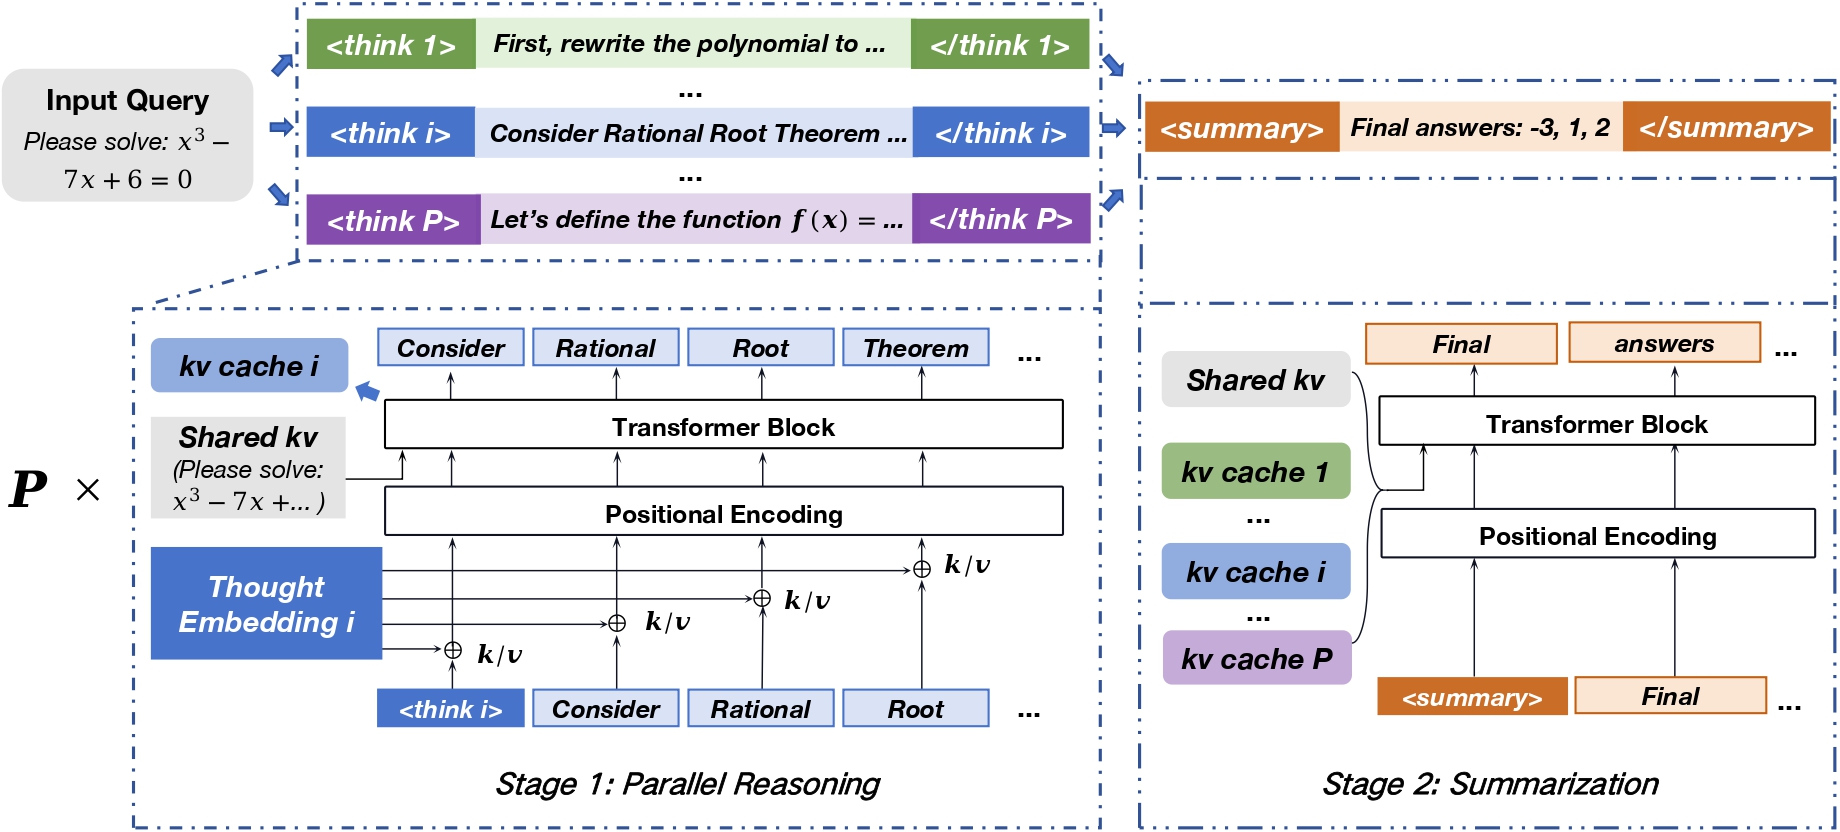 Input Query
Please solve: x³ −
7x + 6 = 0
<think 1> First, rewrite the polynomial to ... </think 1>
...
<think i> Consider Rational Root Theorem ... </think i>
...
<think P> Let's define the function f(x) = ... </think P>
<summary> Final answers: -3, 1, 2 </summary>
P ×
kv cache i
Consider Rational Root Theorem ...
Transformer Block
Shared kv
(Please solve:
x³ − 7x +... )
Positional Encoding
Thought
Embedding i
k/v
k/v
k/v
k/v
<think i> Consider Rational Root ...
Stage 1: Parallel Reasoning
Final answers ...
Shared kv
Transformer Block
kv cache 1
...
Positional Encoding
kv cache i
...
kv cache P
<summary> Final ...
Stage 2: Summarization